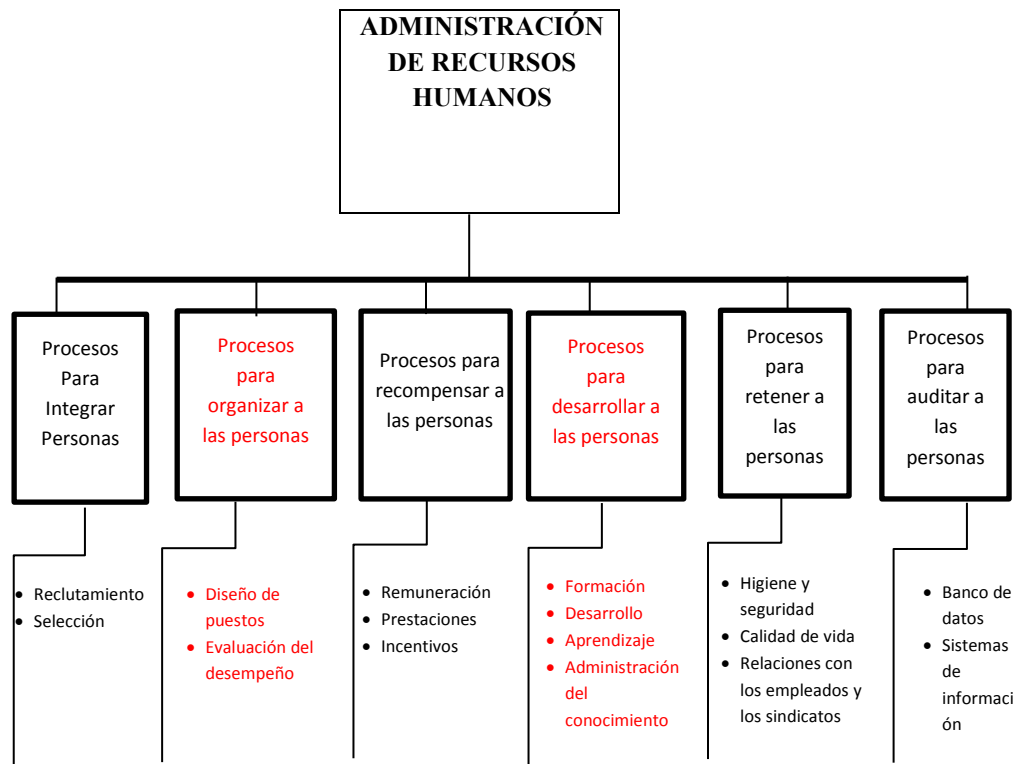 ADMINISTRACIÓN
DE RECURSOS
HUMANOS
Procesos
Para
Integrar
Personas
Procesos
para
organizar a
las personas
Procesos para
recompensar a
las personas
Procesos
para
desarrollar a
las personas
Procesos
para
retener a
las
personas
Procesos
para
auditar a
las
personas
• Reclutamiento
• Selección
• Diseño de
puestos
• Evaluación del
desempeño
• Remuneración
• Prestaciones
• Incentivos
• Formación
• Desarrollo
• Aprendizaje
• Administración
del
conocimiento
• Higiene y
seguridad
• Calidad de vida
• Relaciones con
los empleados y
los sindicatos
• Banco de
datos
• Sistemas
de
informaci
ón